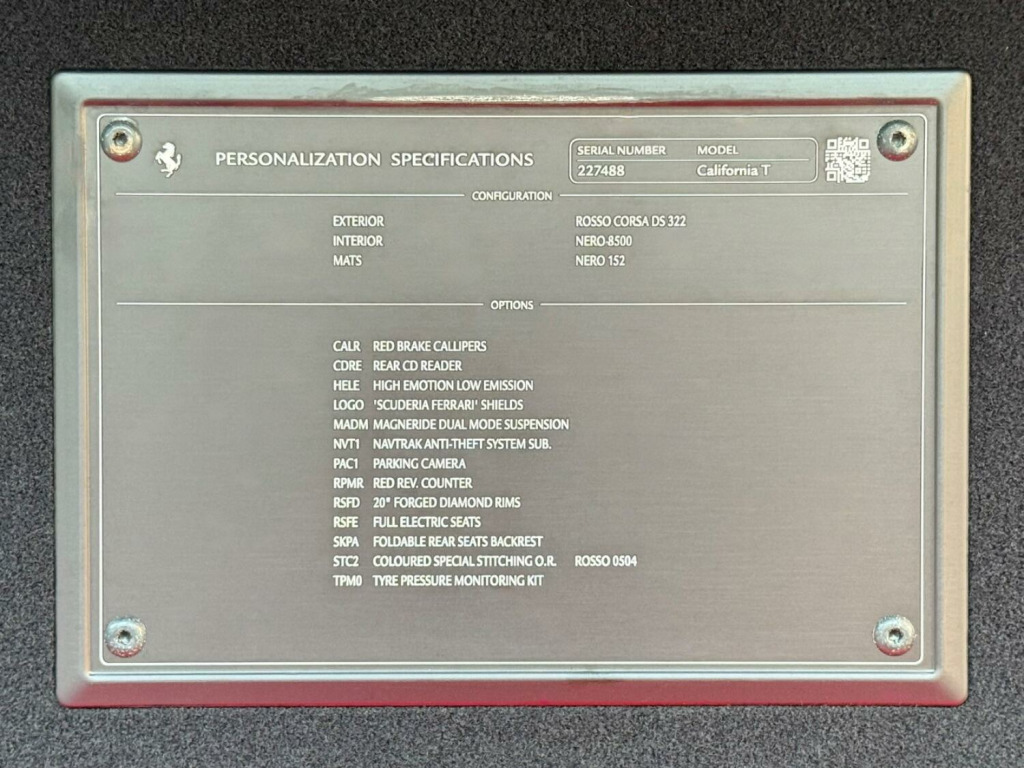 PERSONALIZATION SPECIFICATIONS
SERIAL NUMBER MODEL
227488 California T
CONFIGURATION
EXTERIOR ROSSO CORSA DS 322
INTERIOR NERO-8500
MATS NERO 152
OPTIONS
CALR RED BRAKE CALLIPERS
CDRE REAR CD READER
HELE HIGH EMOTION LOW EMISSION
LOGO 'SCUDERIA FERRARI' SHIELDS
MADM MAGNERIDE DUAL MODE SUSPENSION
NVT1 NAVTRAK ANTI-THEFT SYSTEM SUB.
PAC1 PARKING CAMERA
RPMR RED REV. COUNTER
RSFD 20" FORGED DIAMOND RIMS
RSFE FULL ELECTRIC SEATS
SKPA FOLDABLE REAR SEATS BACKREST
STC2 COLOURED SPECIAL STITCHING O.R. ROSSO 0504
TPM0 TYRE PRESSURE MONITORING KIT